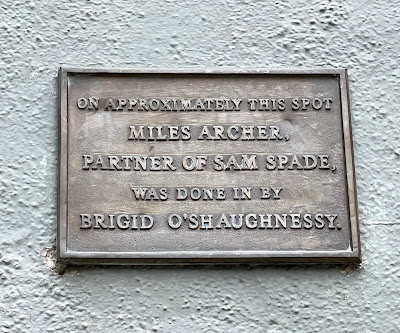 ON APPROXIMATELY THIS SPOT
MILES ARCHER,
PARTNER OF SAM SPADE,
WAS DONE IN BY
BRIGID O'SHAUGHNESSY.